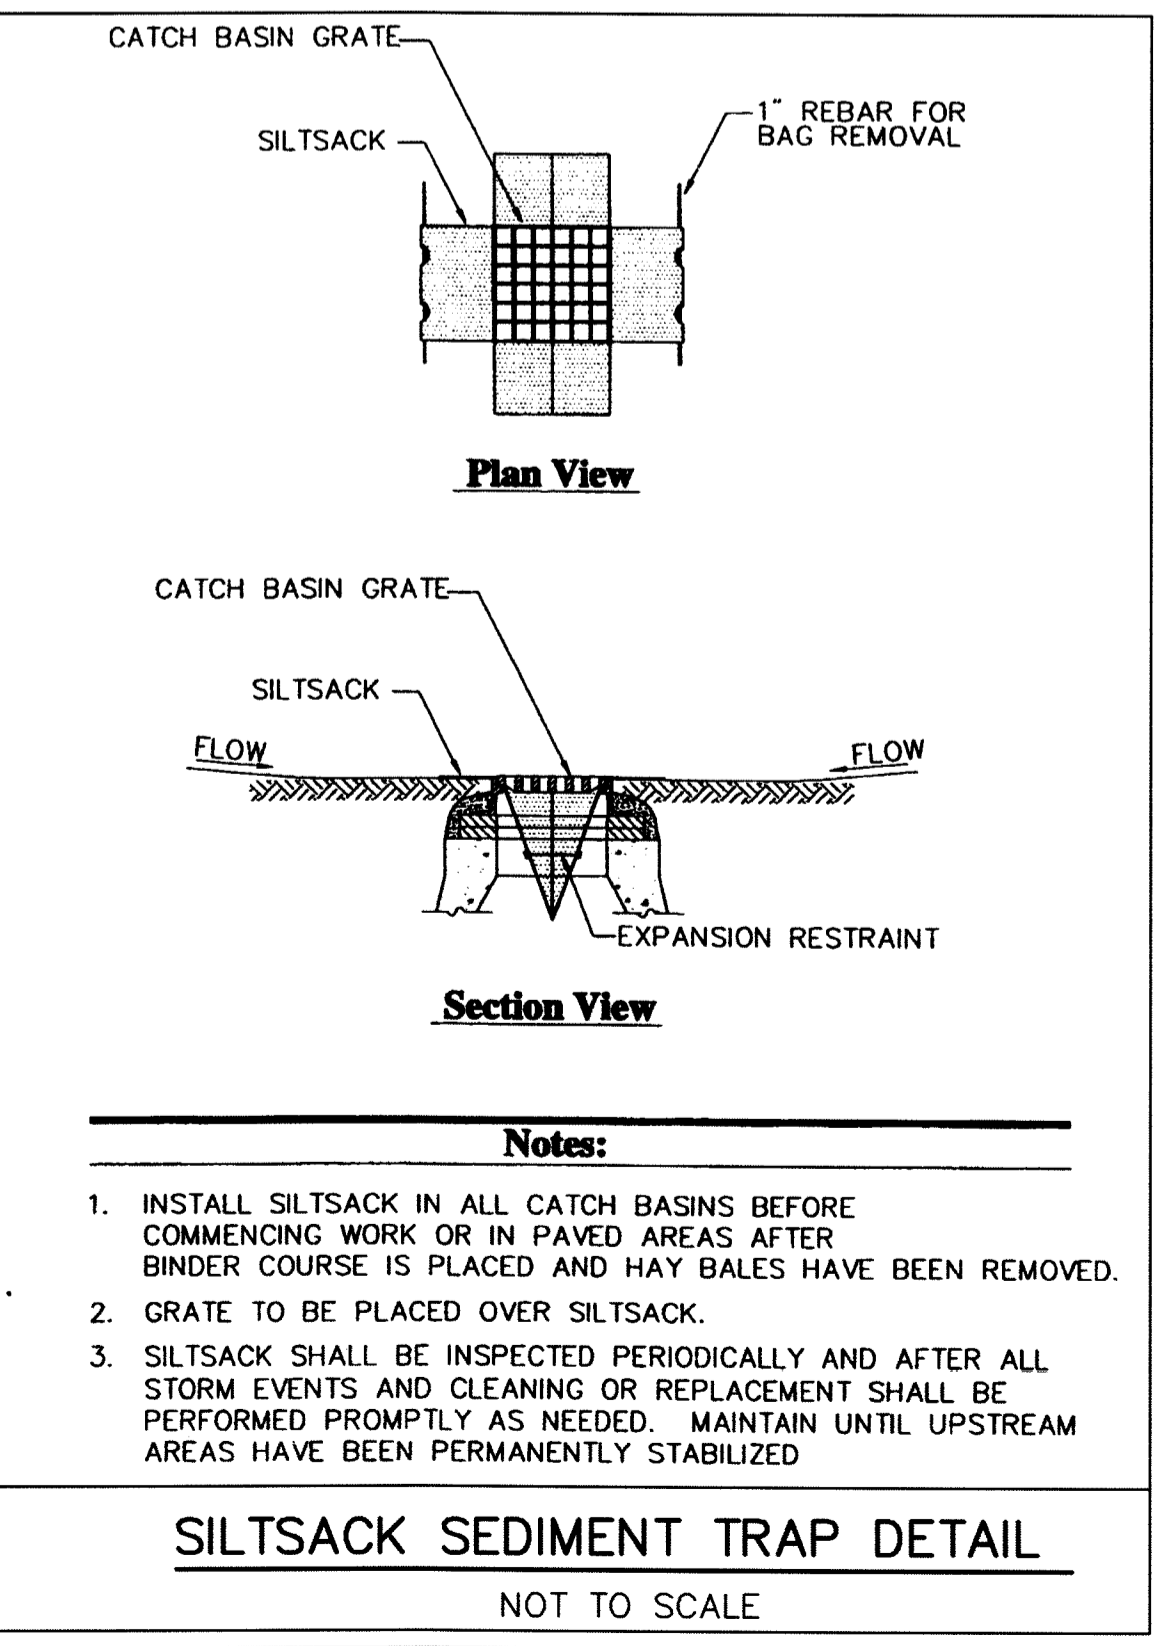 CATCH BASIN GRATE
1" REBAR FOR
BAG REMOVAL
SILTSACK
Plan View
CATCH BASIN GRATE
SILTSACK
FLOW
FLOW
EXPANSION RESTRAINT
Section View
Notes:
1. INSTALL SILTSACK IN ALL CATCH BASINS BEFORE
COMMENCING WORK OR IN PAVED AREAS AFTER
BINDER COURSE IS PLACED AND HAY BALES HAVE BEEN REMOVED.
2. GRATE TO BE PLACED OVER SILTSACK.
3. SILTSACK SHALL BE INSPECTED PERIODICALLY AND AFTER ALL
STORM EVENTS AND CLEANING OR REPLACEMENT SHALL BE
PERFORMED PROMPTLY AS NEEDED. MAINTAIN UNTIL UPSTREAM
AREAS HAVE BEEN PERMANENTLY STABILIZED
SILTSACK SEDIMENT TRAP DETAIL
NOT TO SCALE